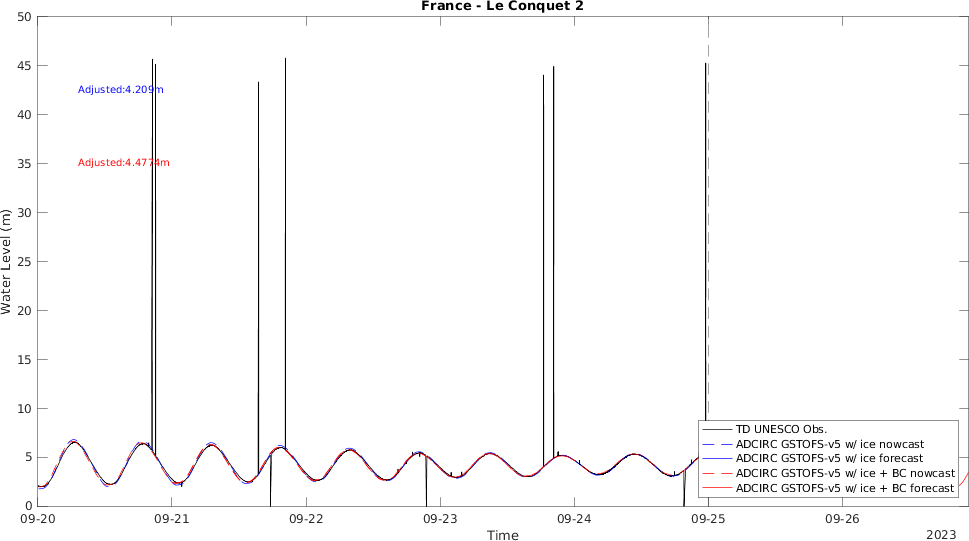 France - Le Conquet 2
50
45
40
35
30
25
20
15
10
5
0
Water Level (m)
Adjusted:4.209m
Adjusted:4.4774m
TD UNESCO Obs.
ADCIRC GSTOFS-v5 w/ ice nowcast
ADCIRC GSTOFS-v5 w/ ice forecast
ADCIRC GSTOFS-v5 w/ ice + BC nowcast
ADCIRC GSTOFS-v5 w/ ice + BC forecast
09-20 09-21 09-22 09-23 09-24 09-25 09-26
Time
2023